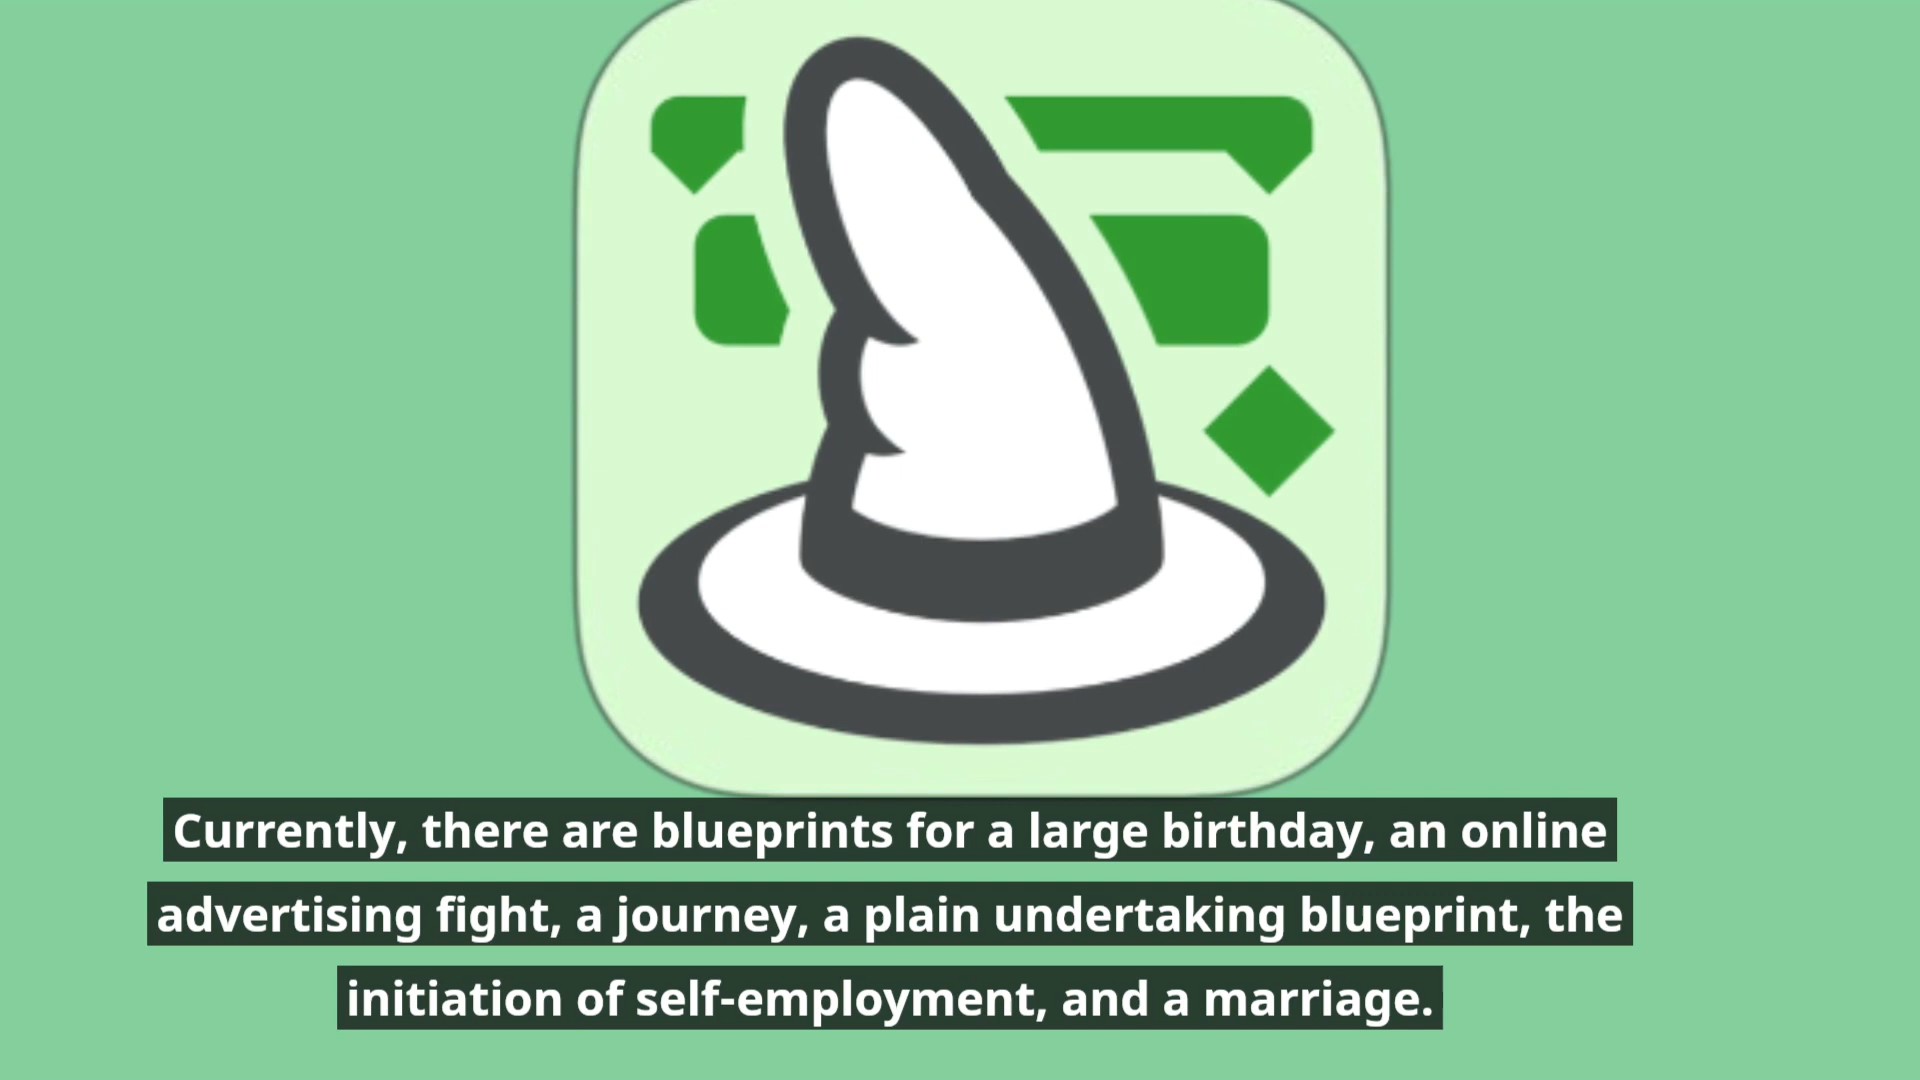 Currently, there are blueprints for a large birthday, an online
advertising fight, a journey, a plain undertaking blueprint, the
initiation of self-employment, and a marriage.